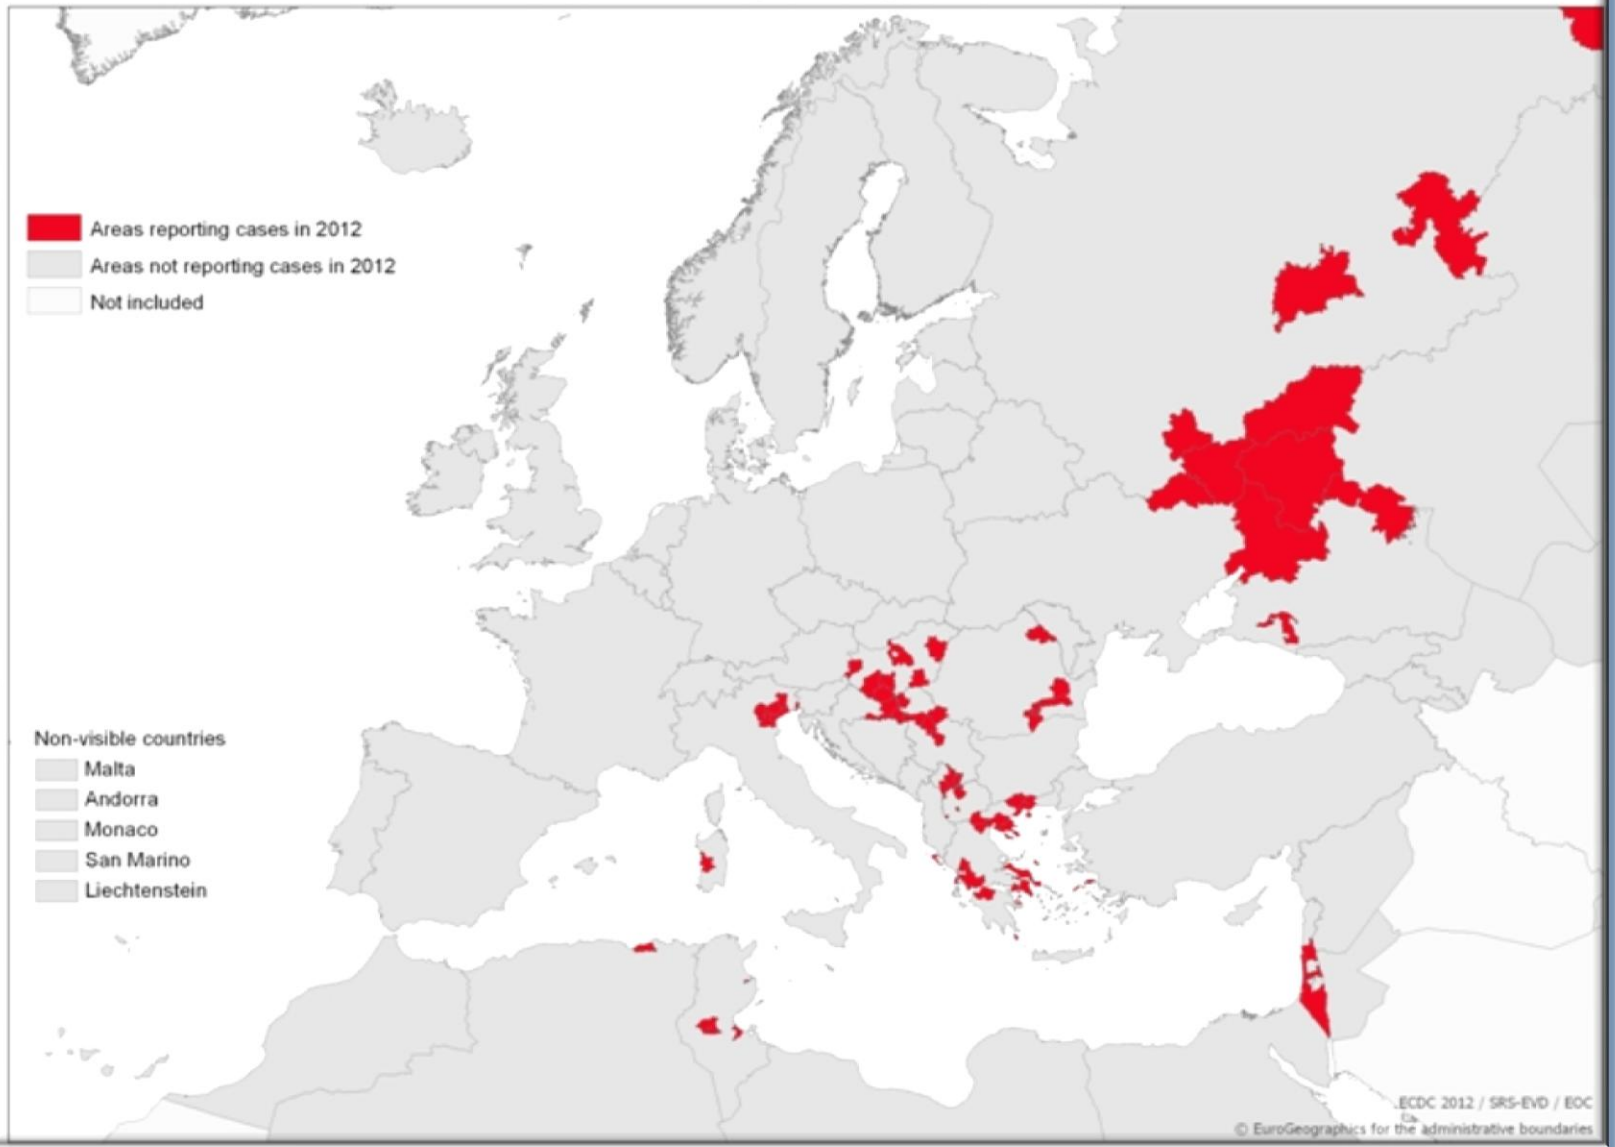 Areas reporting cases in 2012
Areas not reporting cases in 2012
Not included
Non-visible countries
Malta
Andorra
Monaco
San Marino
Liechtenstein
ECDC 2012 / SRS-EVD / EOC
© EuroGeographics for the administrative boundaries